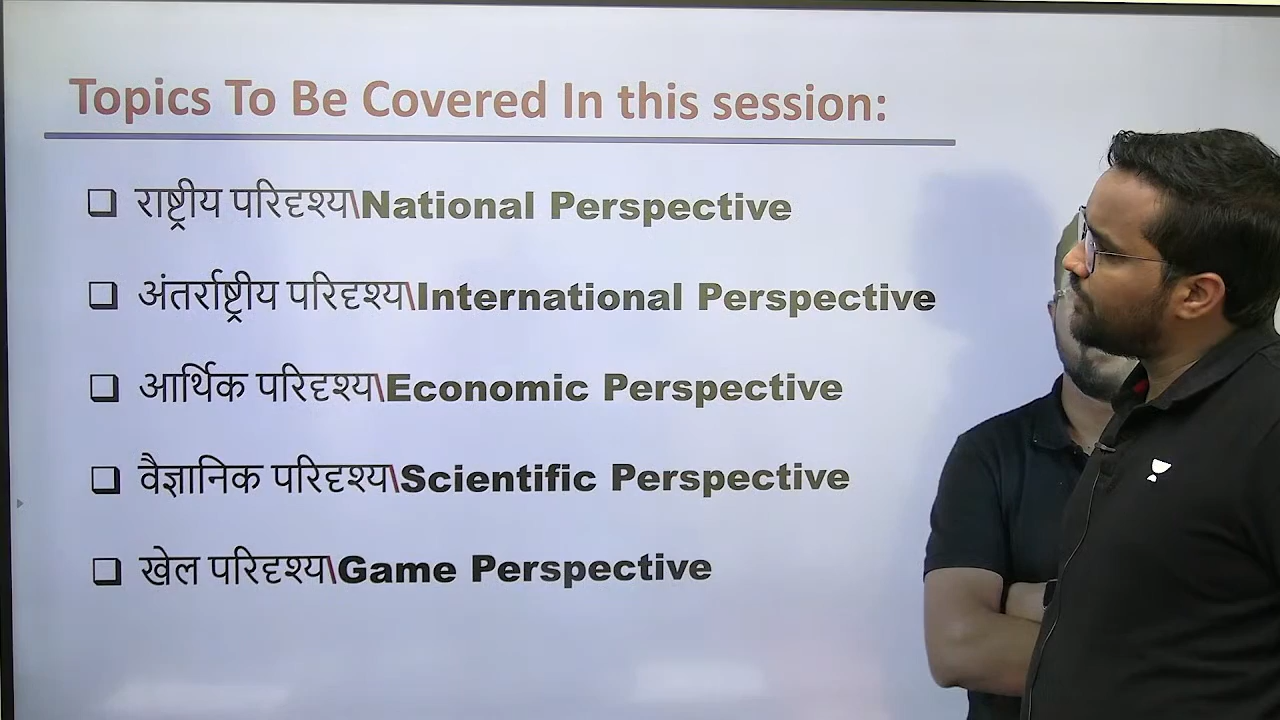 Topics To Be Covered In this session:
❑ राष्ट्रीय परिदृश्य\National Perspective
❑ अंतर्राष्ट्रीय परिदृश्य\International Perspective
❑ आर्थिक परिदृश्य\Economic Perspective
❑ वैज्ञानिक परिदृश्य\Scientific Perspective
❑ खेल परिदृश्य\Game Perspective